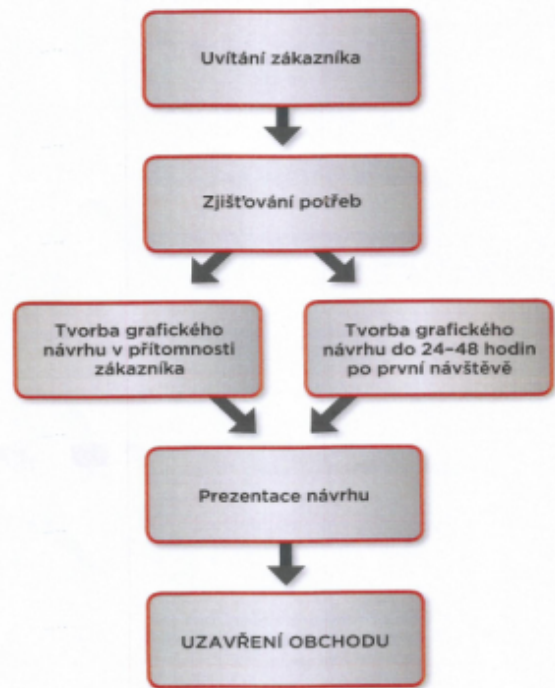 Uvítání zákazníka
Zjišťování potřeb
Tvorba grafického
návrhu v přítomnosti
zákazníka
Tvorba grafického
návrhu do 24–48 hodin
po první návštěvě
Prezentace návrhu
UZAVŘENÍ OBCHODU